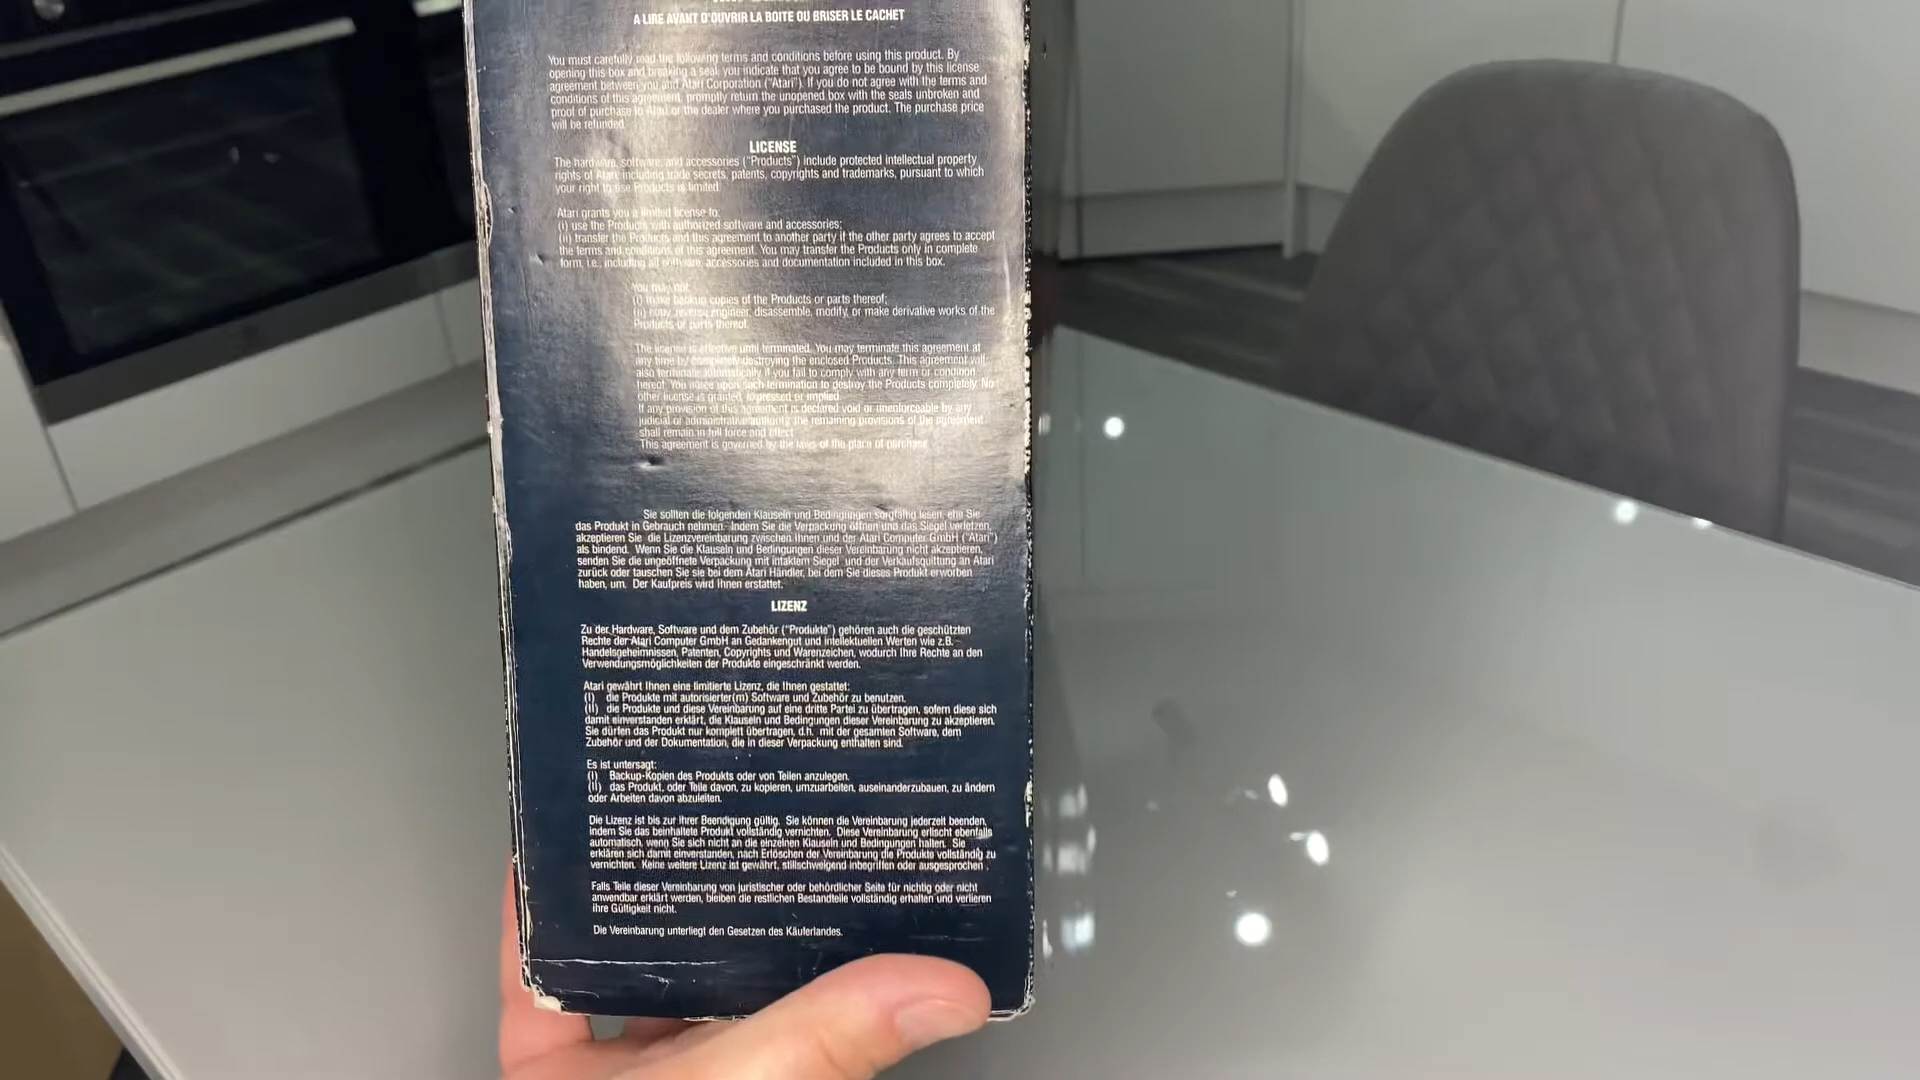 A LIRE AVANT D'OUVRIR LA BOITE OU BRISER LE CACHET
You must carefully read the following terms and conditions before using this product. By
opening this box and breaking a seal, you indicate that you agree to be bound by this license
agreement between you and Atari Corporation ("Atari"). If you do not agree with the terms and
conditions of this agreement, promptly return the unopened box with the seals unbroken and
proof of purchase to Atari or the dealer where you purchased the product. The purchase price
will be refunded.
LICENSE
The hardware, software, and accessories ("Products") include protected intellectual property
rights of Atari, including trade secrets, patents, copyrights and trademarks, pursuant to which
your right to use Products is limited.
Atari grants you a limited license to:
(i) use the Products with authorized software and accessories;
(ii) transfer the Products and this agreement to another party if the other party agrees to accept
the terms and conditions of this agreement. You may transfer the Products only in complete
form, i.e., including all software, accessories and documentation included in this box.
You may not:
(i) make backup copies of the Products or parts thereof;
(ii) copy, reverse engineer, disassemble, modify, or make derivative works of the
Products or parts thereof.
The license is effective until terminated. You may terminate this agreement at
any time by completely destroying the enclosed Products. This agreement will
also terminate automatically if you fail to comply with any term or condition
hereof. You agree upon such termination to destroy the Products completely. No
other license is granted, expressed or implied.
If any provision of this agreement is declared void or unenforceable by any
judicial or administrative authority the remaining provisions of the agreement
shall remain in full force and effect.
This agreement is governed by the laws of the place of purchase.
Sie sollten die folgenden Klauseln und Bedingungen sorgfältig lesen, ehe Sie
das Produkt in Gebrauch nehmen. Indem Sie die Verpackung öffnen und das Siegel verletzen,
akzeptieren Sie die Lizenzvereinbarung zwischen Ihnen und der Atari Computer GmbH ("Atari")
als bindend. Wenn Sie die Klauseln und Bedingungen dieser Vereinbarung nicht akzeptieren,
senden Sie die ungeöffnete Verpackung mit intaktem Siegel und der Verkaufsquittung an Atari
zurück oder tauschen Sie sie bei dem Atari Händler, bei dem Sie dieses Produkt erworben
haben, um. Der Kaufpreis wird Ihnen erstattet.
LIZENZ
Zu der Hardware, Software und dem Zubehör ("Produkte") gehören auch die geschützten
Rechte der Atari Computer GmbH an Gedankengut und intellektuellen Werten wie z.B.
Handelsgeheimnissen, Patenten, Copyrights und Warenzeichen, wodurch Ihre Rechte an den
Verwendungsmöglichkeiten der Produkte eingeschränkt werden.
Atari gewährt Ihnen eine limitierte Lizenz, die Ihnen gestattet:
(I) die Produkte mit autorisierter(m) Software und Zubehör zu benutzen.
(II) die Produkte und diese Vereinbarung auf eine dritte Partei zu übertragen, sofern diese sich
damit einverstanden erklärt, die Klauseln und Bedingungen dieser Vereinbarung zu akzeptieren.
Sie dürfen das Produkt nur komplett übertragen, d.h. mit der gesamten Software, dem
Zubehör und der Dokumentation, die in dieser Verpackung enthalten sind.
Es ist untersagt:
(I) Backup-Kopien des Produkts oder von Teilen anzulegen.
(II) das Produkt, oder Teile davon, zu kopieren, umzuarbeiten, auseinanderzubauen, zu ändern
oder Arbeiten davon abzuleiten.
Die Lizenz ist bis zur ihrer Beendigung gültig. Sie können die Vereinbarung jederzeit beenden,
indem Sie das beinhaltete Produkt vollständig vernichten. Diese Vereinbarung erlischt ebenfalls
automatisch, wenn Sie sich nicht an die einzelnen Klauseln und Bedingungen halten. Sie
erklären sich damit einverstanden, nach Erlöschen der Vereinbarung die Produkte vollständig zu
vernichten. Keine weitere Lizenz ist gewährt, stillschweigend inbegriffen oder ausgesprochen.
Falls Teile dieser Vereinbarung von juristischer oder behördlicher Seite für nichtig oder nicht
anwendbar erklärt werden, bleiben die restlichen Bestandteile vollständig erhalten und verlieren
ihre Gültigkeit nicht.
Die Vereinbarung unterliegt den Gesetzen des Käuferlandes.